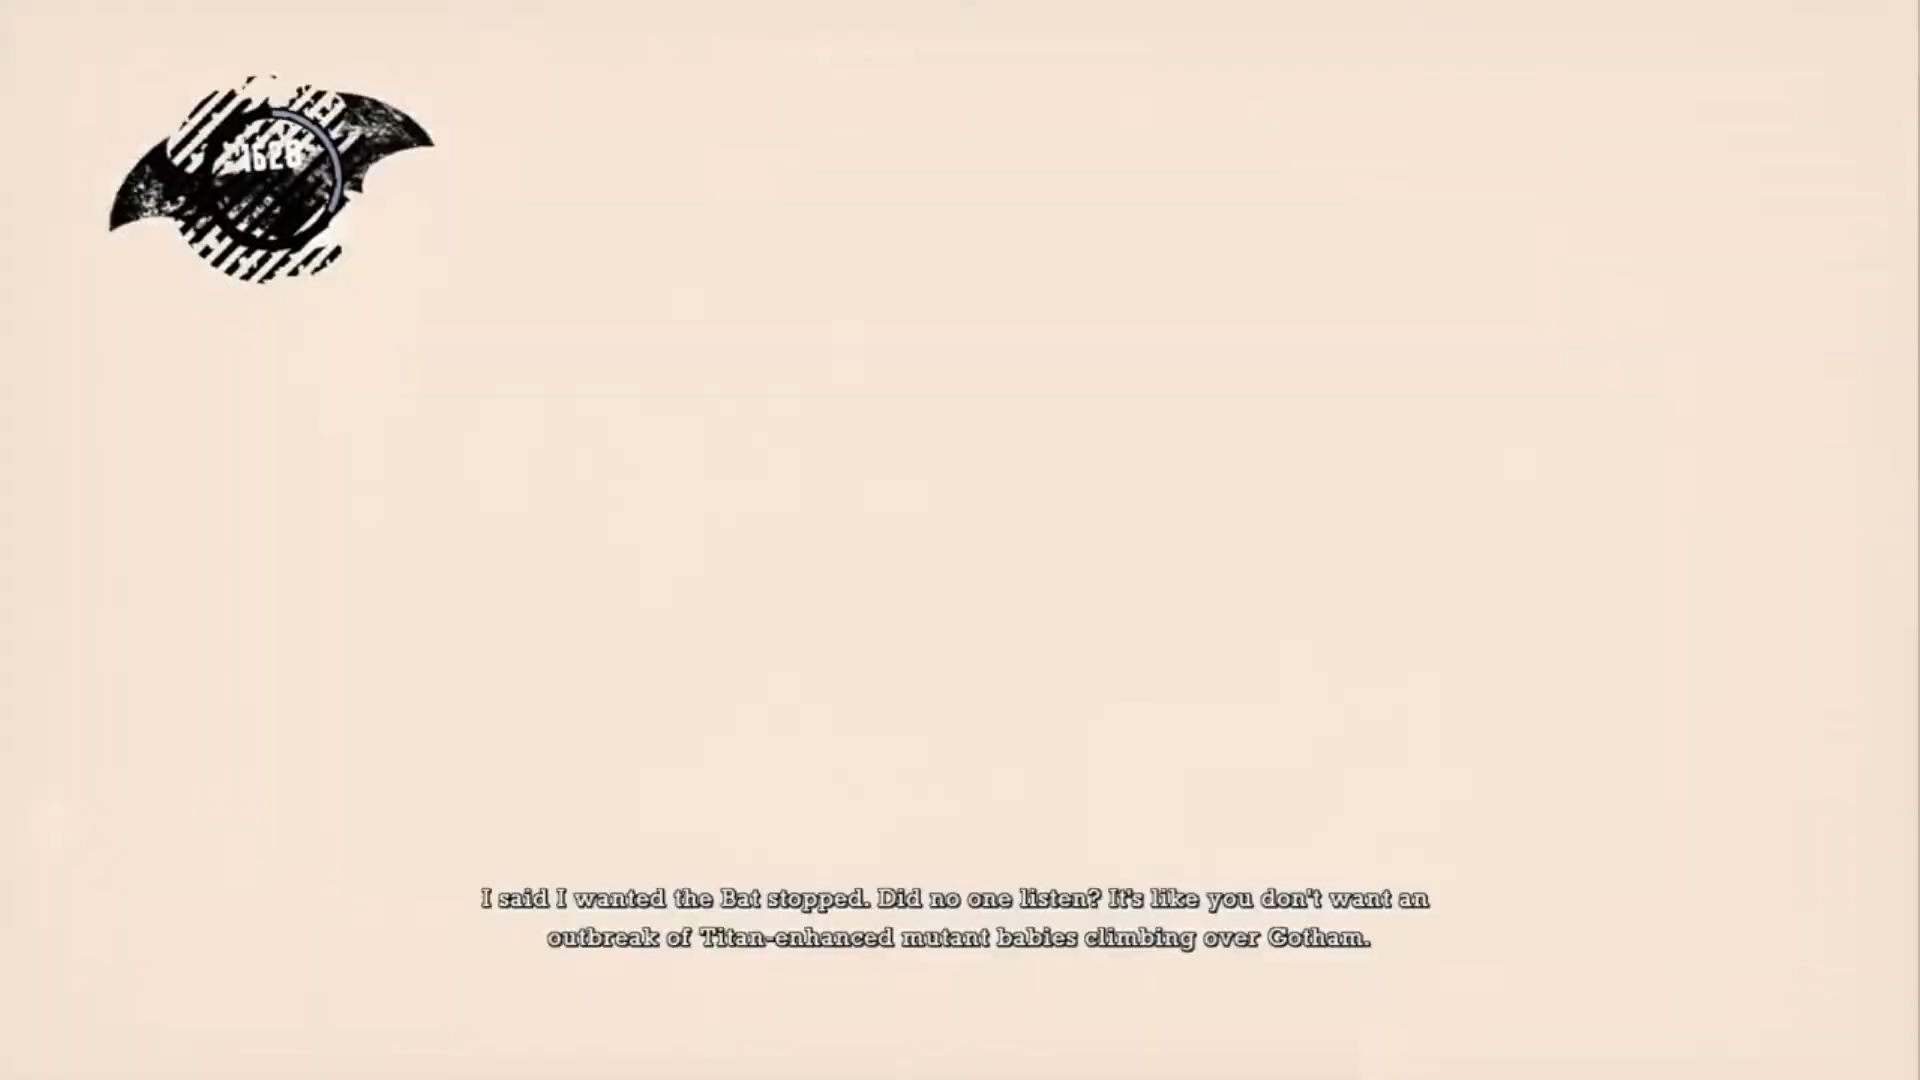 I said I wanted the Bat stopped. Did no one listen? It's like you don't want an
outbreak of Titan-enhanced mutant babies climbing over Gotham.